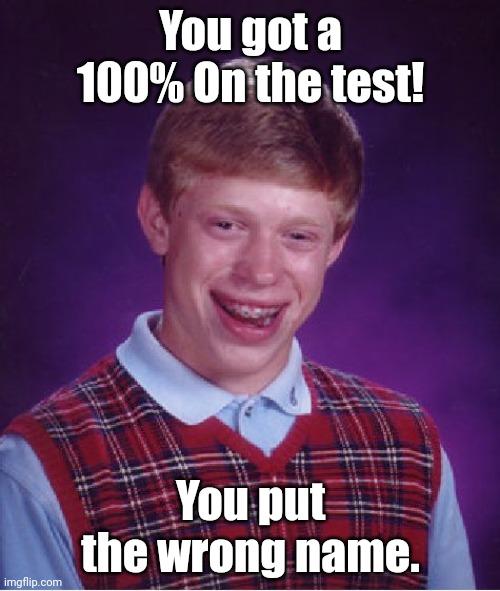 You got a
100% On the test!
You put
the wrong name.
imgflip.com